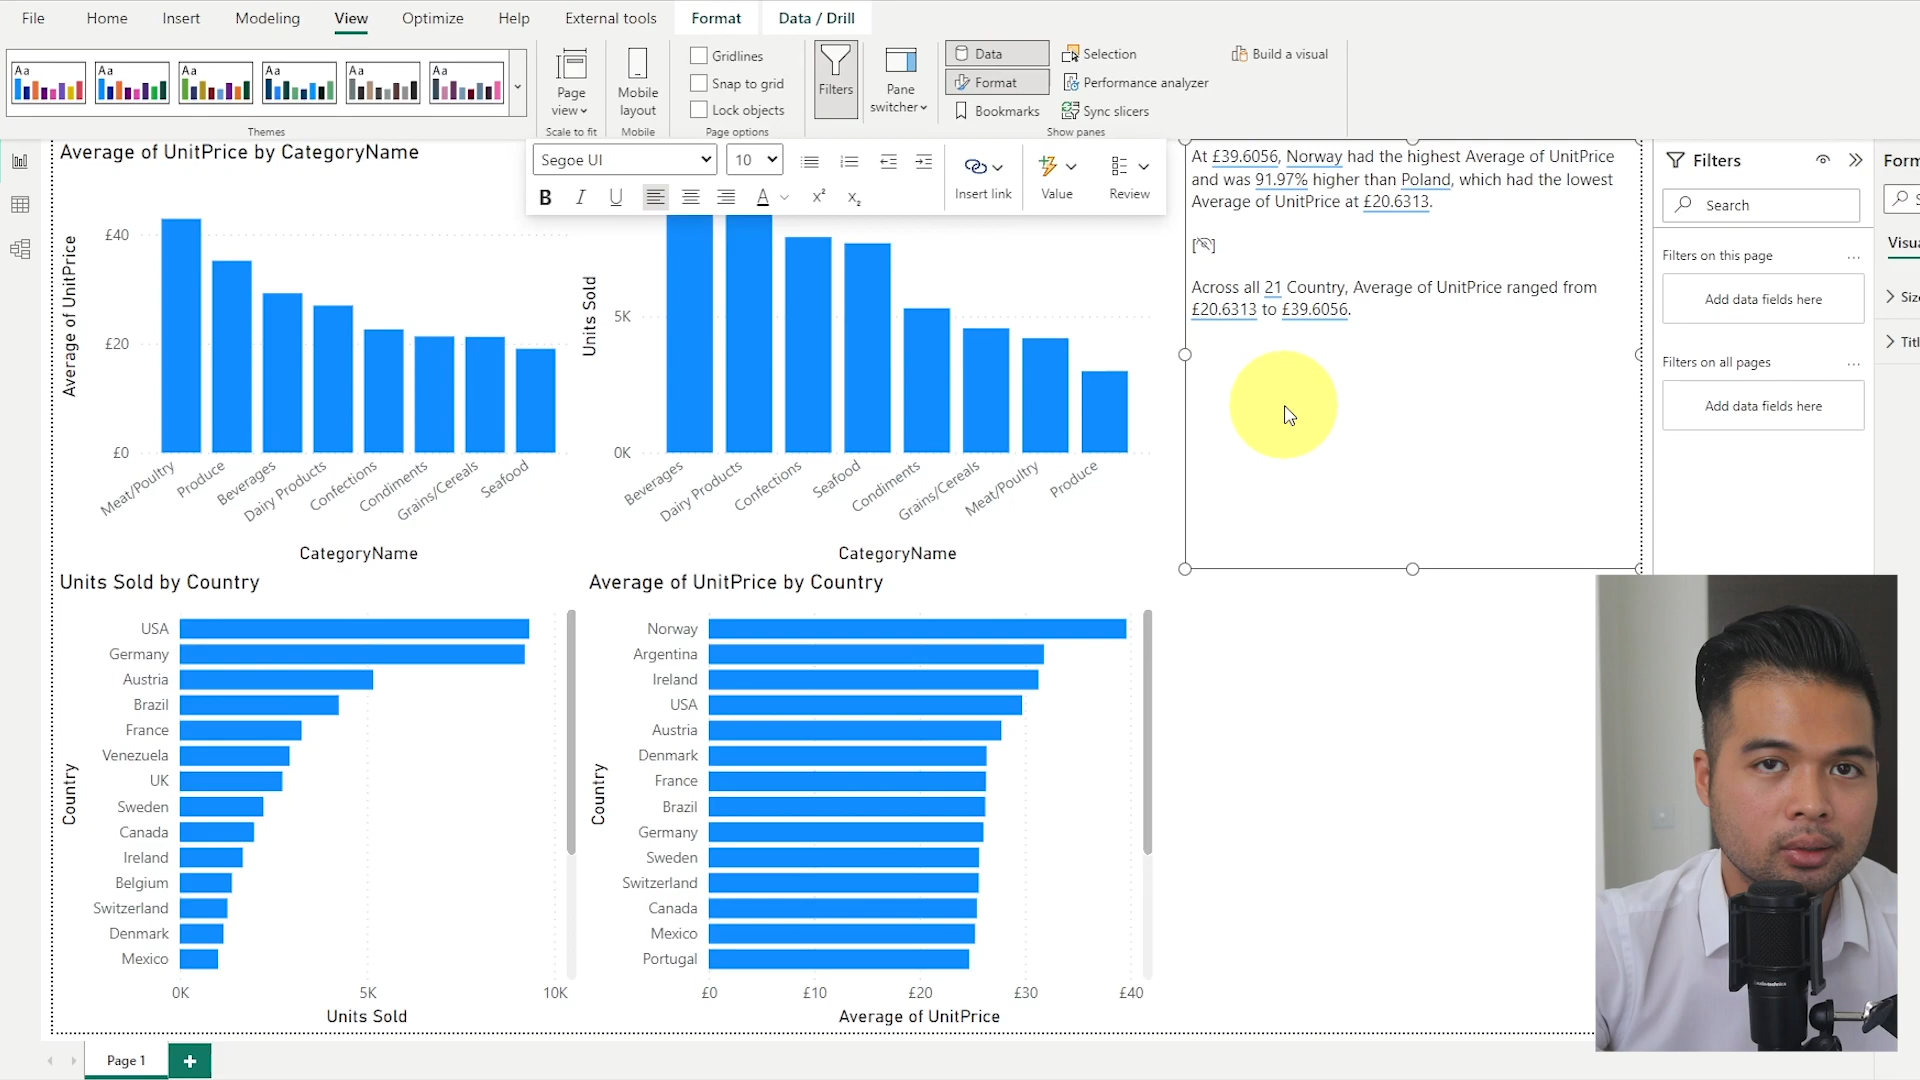 File Home Insert Modeling View Optimize Help External tools Format Data / Drill
Aa Aa Aa Aa Aa Aa
Page view
Mobile layout
Gridlines
Snap to grid
Lock objects
Filters
Pane switcher
Data
Format
Bookmarks
Selection
Performance analyzer
Sync slicers
Build a visual
Themes Scale to fit Mobile Page options Show panes
Segoe UI 10
B I U A x² x₂
Insert link Value Review
Average of UnitPrice by CategoryName
Average of UnitPrice
£40
£20
£0
Meat/Poultry Produce Beverages Dairy Products Confections Condiments Grains/Cereals Seafood
CategoryName
Units Sold
5K
0K
Beverages Dairy Products Confections Seafood Condiments Grains/Cereals Meat/Poultry Produce
CategoryName
At £39.6056, Norway had the highest Average of UnitPrice
and was 91.97% higher than Poland, which had the lowest
Average of UnitPrice at £20.6313.
Across all 21 Country, Average of UnitPrice ranged from
£20.6313 to £39.6056.
Filters
Search
Filters on this page
Add data fields here
Filters on all pages
Add data fields here
Units Sold by Country
Country
USA
Germany
Austria
Brazil
France
Venezuela
UK
Sweden
Canada
Ireland
Belgium
Switzerland
Denmark
Mexico
0K 5K 10K
Units Sold
Average of UnitPrice by Country
Country
Norway
Argentina
Ireland
USA
Austria
Denmark
France
Brazil
Germany
Sweden
Switzerland
Canada
Mexico
Portugal
£0 £10 £20 £30 £40
Average of UnitPrice
Page 1